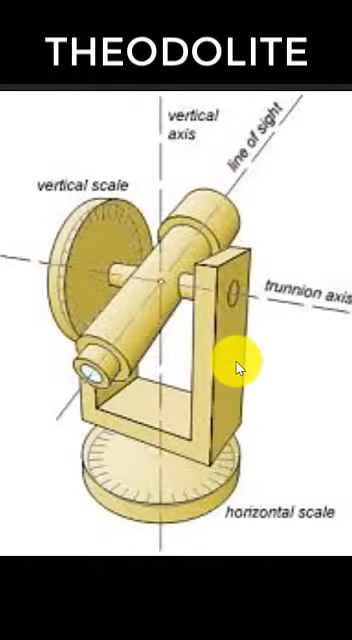 THEODOLITE
vertical
axis
line of sight
vertical scale
trunnion axis
horizontal scale